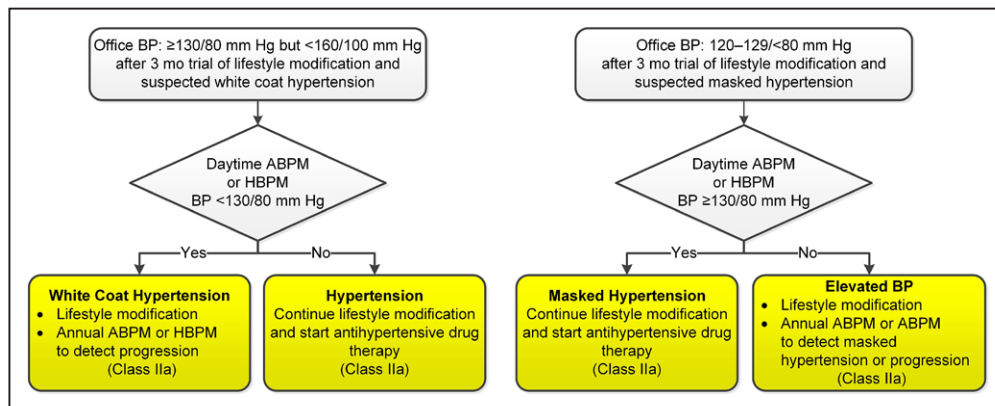 Office BP: ≥130/80 mm Hg but <160/100 mm Hg
after 3 mo trial of lifestyle modification and
suspected white coat hypertension
Daytime ABPM
or HBPM
BP <130/80 mm Hg
Yes
No
White Coat Hypertension
• Lifestyle modification
• Annual ABPM or HBPM
to detect progression
(Class IIa)
Hypertension
Continue lifestyle modification
and start antihypertensive drug
therapy
(Class IIa)
Office BP: 120–129/<80 mm Hg
after 3 mo trial of lifestyle modification and
suspected masked hypertension
Daytime ABPM
or HBPM
BP ≥130/80 mm Hg
Yes
No
Masked Hypertension
Continue lifestyle modification
and start antihypertensive drug
therapy
(Class IIa)
Elevated BP
• Lifestyle modification
• Annual ABPM or ABPM
to detect masked
hypertension or progression
(Class IIa)